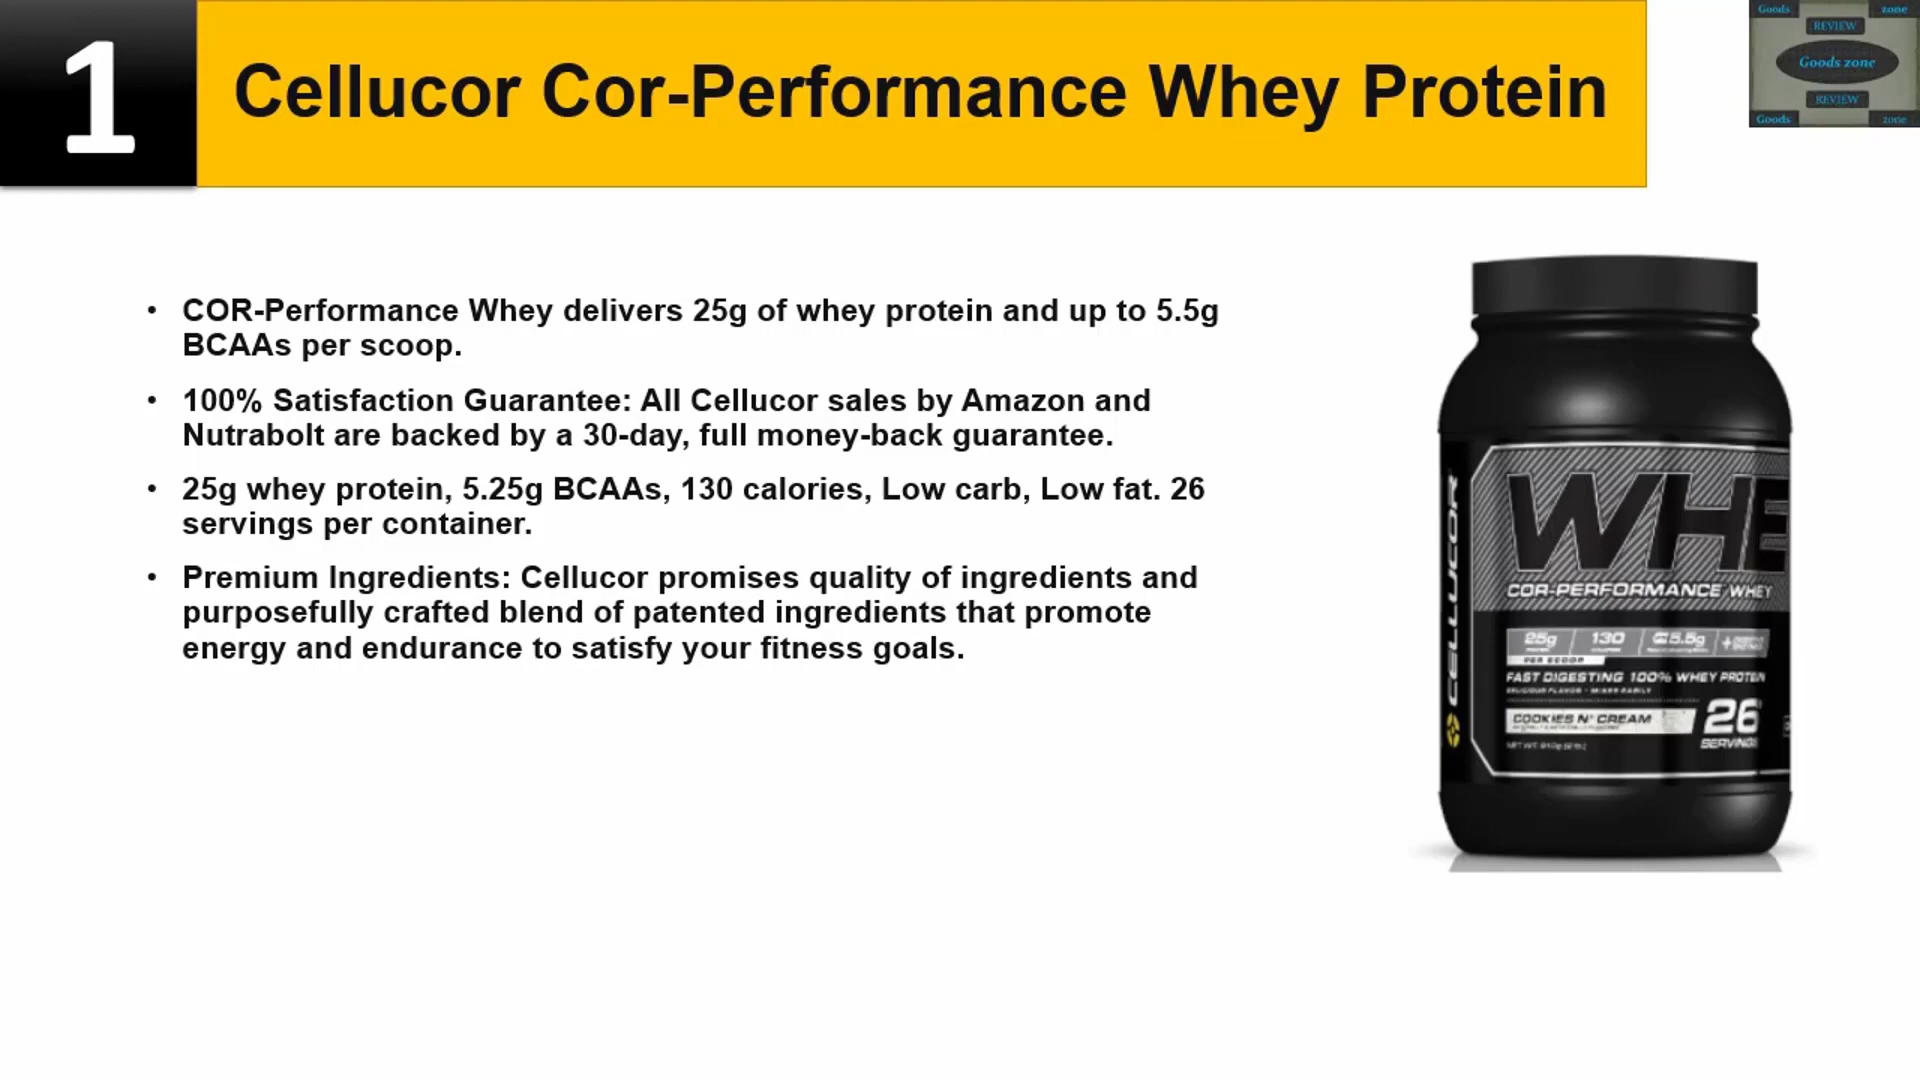 1
Cellucor Cor-Performance Whey Protein
Goods zone
REVIEW
Goods zone
REVIEW
Goods zone
• COR-Performance Whey delivers 25g of whey protein and up to 5.5g
BCAAs per scoop.
• 100% Satisfaction Guarantee: All Cellucor sales by Amazon and
Nutrabolt are backed by a 30-day, full money-back guarantee.
• 25g whey protein, 5.25g BCAAs, 130 calories, Low carb, Low fat. 26
servings per container.
• Premium Ingredients: Cellucor promises quality of ingredients and
purposefully crafted blend of patented ingredients that promote
energy and endurance to satisfy your fitness goals.
CELLUCOR
WHE
COR-PERFORMANCE WHEY
25g 130 5.5g
PER SCOOP
FAST DIGESTING 100% WHEY PROTEIN
DELICIOUS FLAVOR - MIXES EASILY
COOKIES N' CREAM
26
SERVINGS